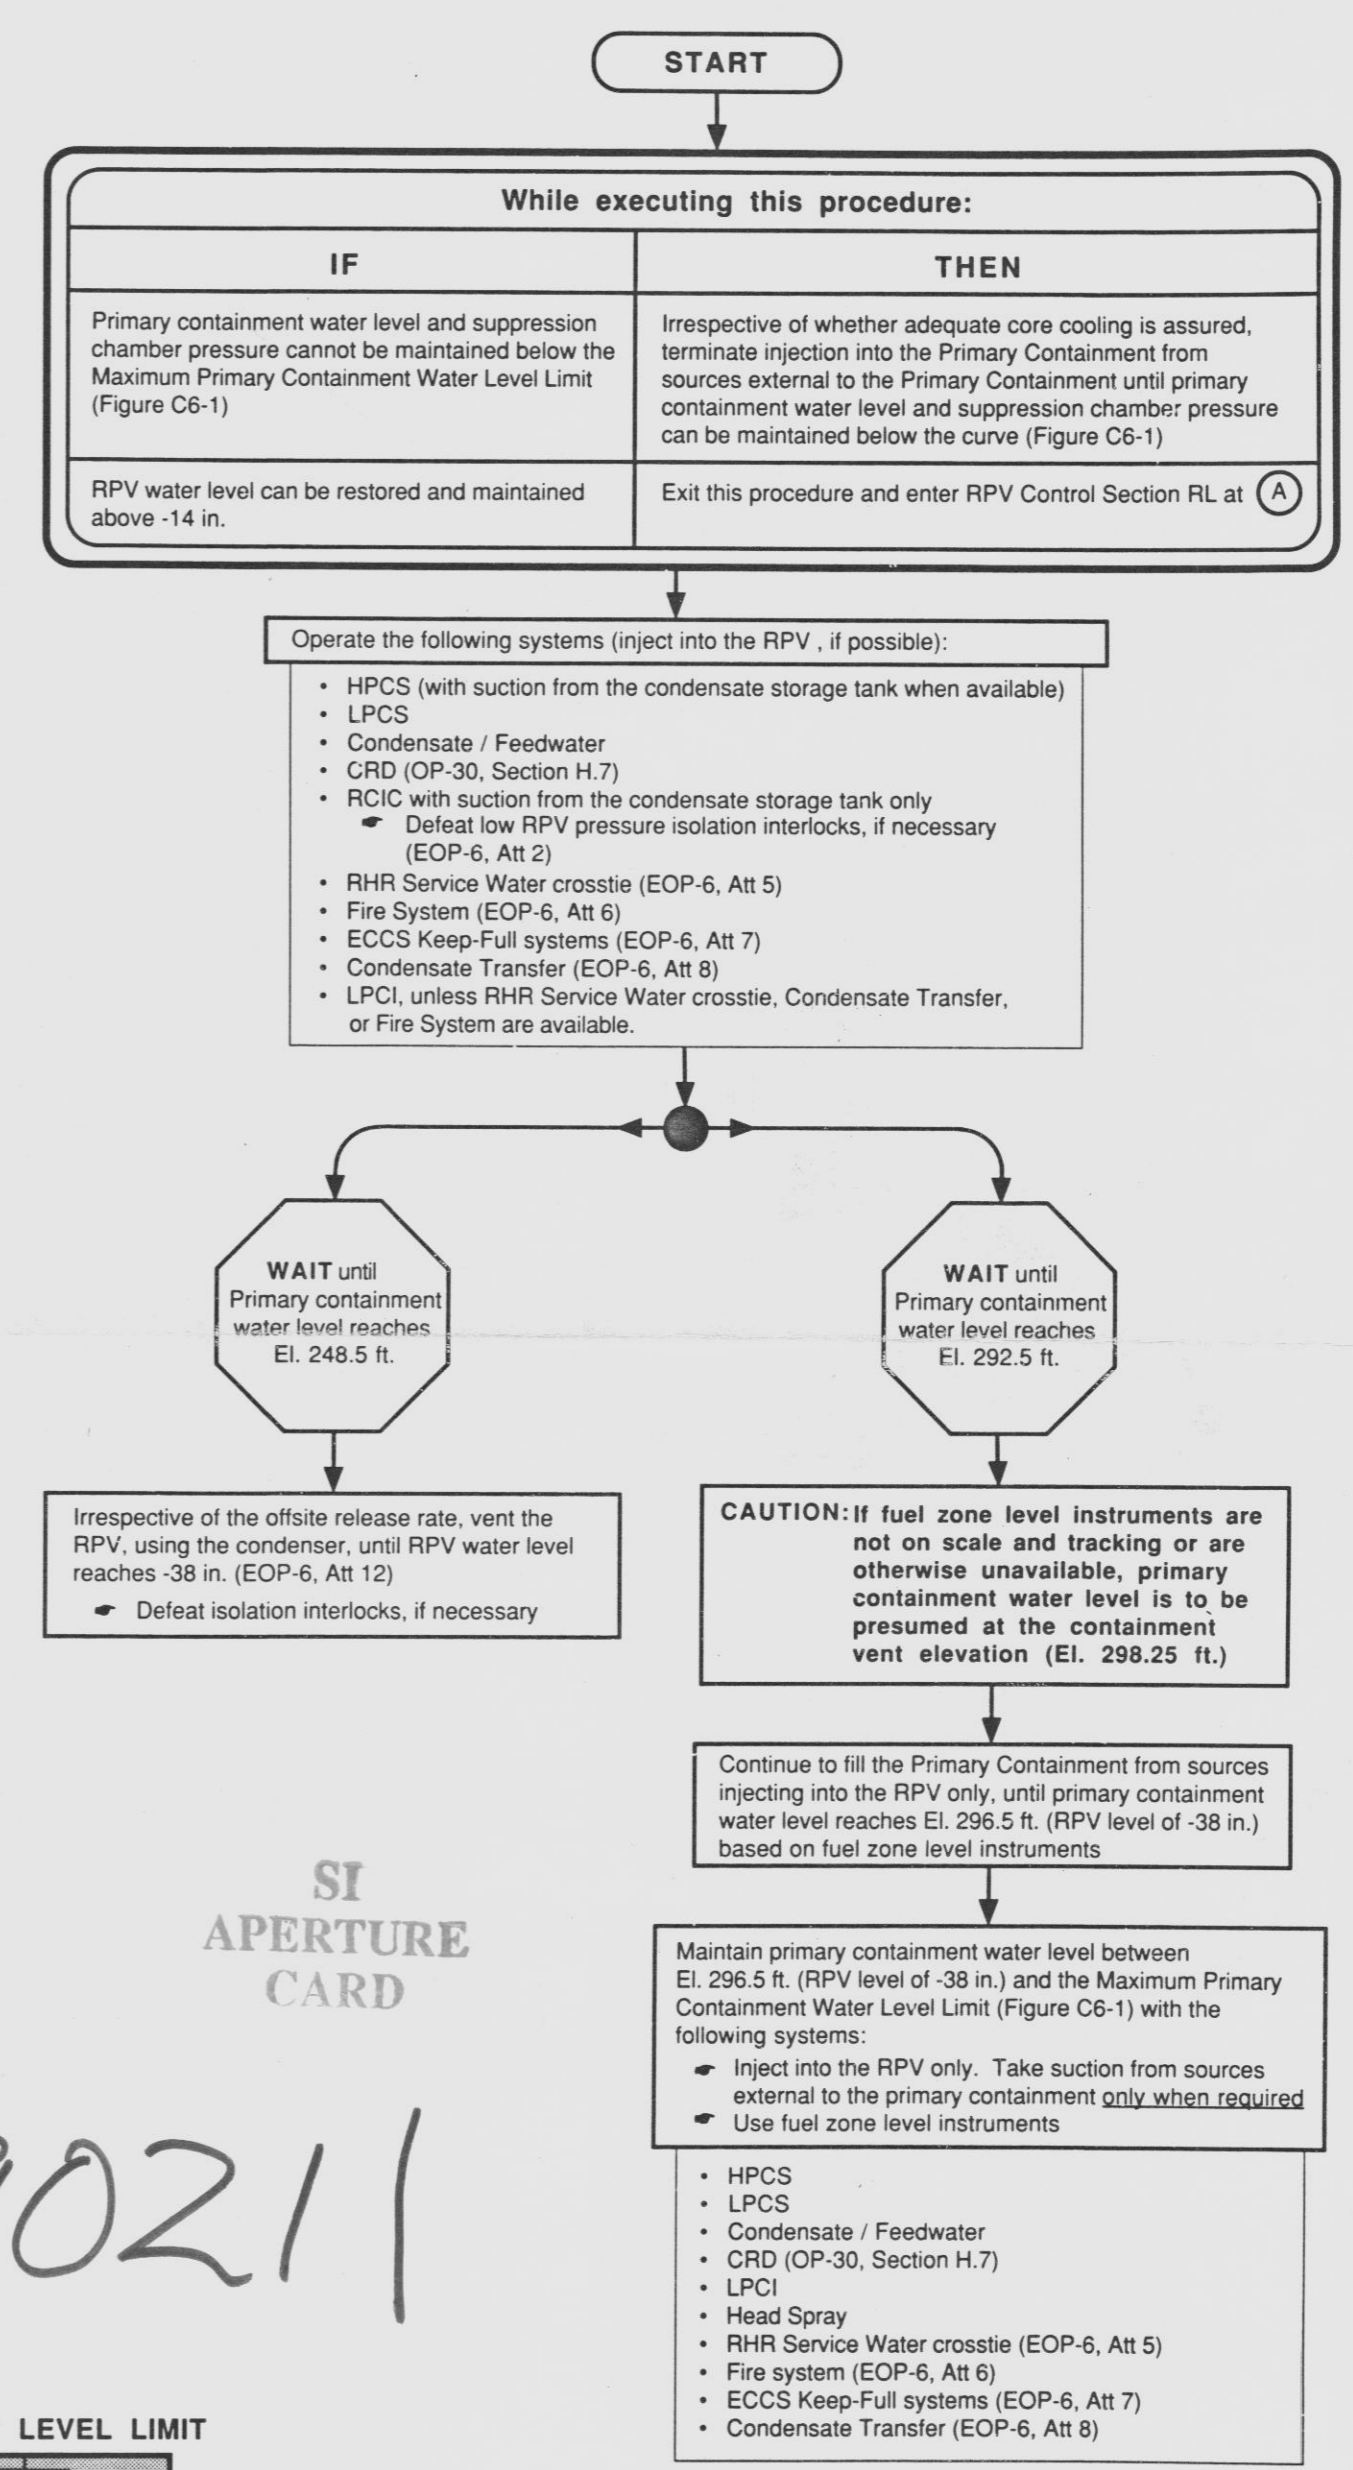 START
While executing this procedure:
IF
THEN
Primary containment water level and suppression
chamber pressure cannot be maintained below the
Maximum Primary Containment Water Level Limit
(Figure C6-1)
Irrespective of whether adequate core cooling is assured,
terminate injection into the Primary Containment from
sources external to the Primary Containment until primary
containment water level and suppression chamber pressure
can be maintained below the curve (Figure C6-1)
RPV water level can be restored and maintained
above -14 in.
Exit this procedure and enter RPV Control Section RL at A
Operate the following systems (inject into the RPV , if possible):
• HPCS (with suction from the condensate storage tank when available)
• LPCS
• Condensate / Feedwater
• CRD (OP-30, Section H.7)
• RCIC with suction from the condensate storage tank only
☛ Defeat low RPV pressure isolation interlocks, if necessary
(EOP-6, Att 2)
• RHR Service Water crosstie (EOP-6, Att 5)
• Fire System (EOP-6, Att 6)
• ECCS Keep-Full systems (EOP-6, Att 7)
• Condensate Transfer (EOP-6, Att 8)
• LPCI, unless RHR Service Water crosstie, Condensate Transfer,
or Fire System are available.
WAIT until
Primary containment
water level reaches
El. 248.5 ft.
Irrespective of the offsite release rate, vent the
RPV, using the condenser, until RPV water level
reaches -38 in. (EOP-6, Att 12)
☛ Defeat isolation interlocks, if necessary
WAIT until
Primary containment
water level reaches
El. 292.5 ft.
CAUTION: If fuel zone level instruments are
not on scale and tracking or are
otherwise unavailable, primary
containment water level is to be
presumed at the containment
vent elevation (El. 298.25 ft.)
Continue to fill the Primary Containment from sources
injecting into the RPV only, until primary containment
water level reaches El. 296.5 ft. (RPV level of -38 in.)
based on fuel zone level instruments
Maintain primary containment water level between
El. 296.5 ft. (RPV level of -38 in.) and the Maximum Primary
Containment Water Level Limit (Figure C6-1) with the
following systems:
☛ Inject into the RPV only. Take suction from sources
external to the primary containment only when required
☛ Use fuel zone level instruments
• HPCS
• LPCS
• Condensate / Feedwater
• CRD (OP-30, Section H.7)
• LPCI
• Head Spray
• RHR Service Water crosstie (EOP-6, Att 5)
• Fire system (EOP-6, Att 6)
• ECCS Keep-Full systems (EOP-6, Att 7)
• Condensate Transfer (EOP-6, Att 8)
SI
APERTURE
CARD
0211
LEVEL LIMIT